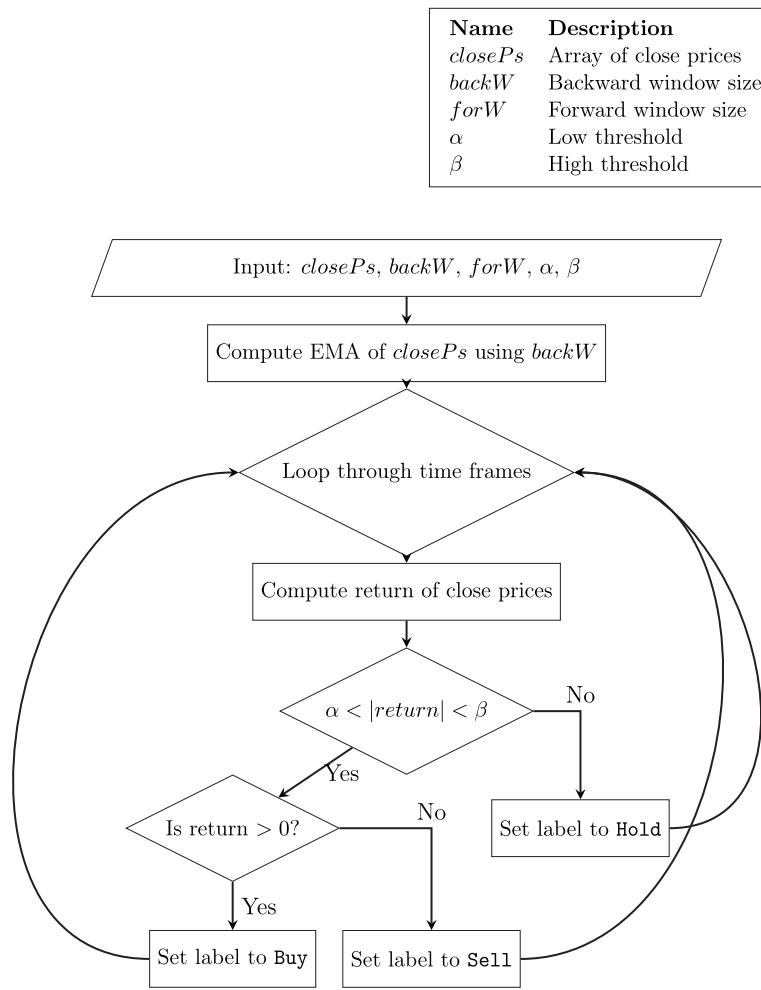 Name Description
closePs Array of close prices
backW Backward window size
forW Forward window size
α Low threshold
β High threshold
Input: closePs, backW, forW, α, β
Compute EMA of closePs using backW
Loop through time frames
Compute return of close prices
No
α < |return| < β
Yes
No
Is return > 0?
Set label to Hold
Yes
Set label to Buy
Set label to Sell